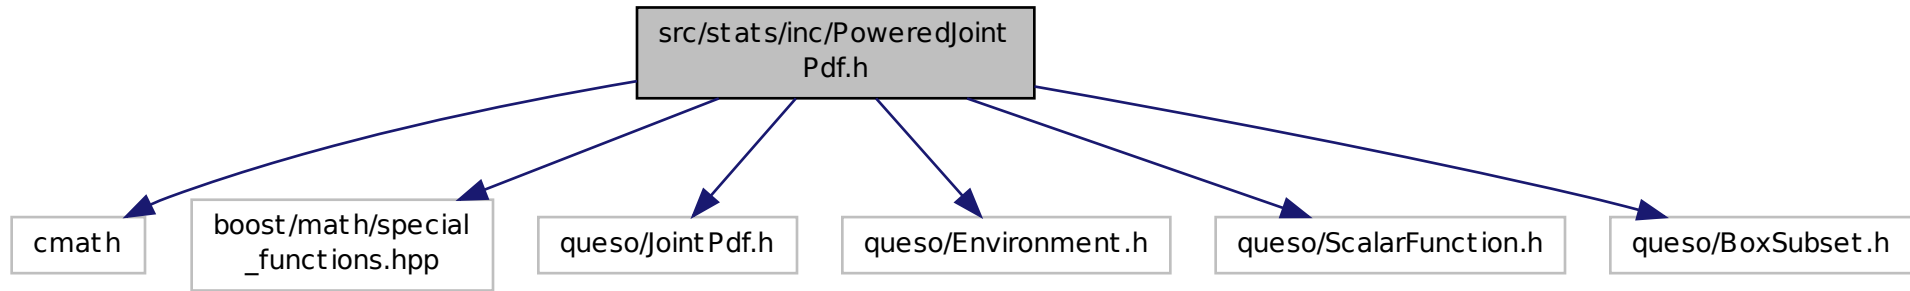 src/stats/inc/PoweredJoint
Pdf.h
cmath
boost/math/special
_functions.hpp
queso/JointPdf.h
queso/Environment.h
queso/ScalarFunction.h
queso/BoxSubset.h